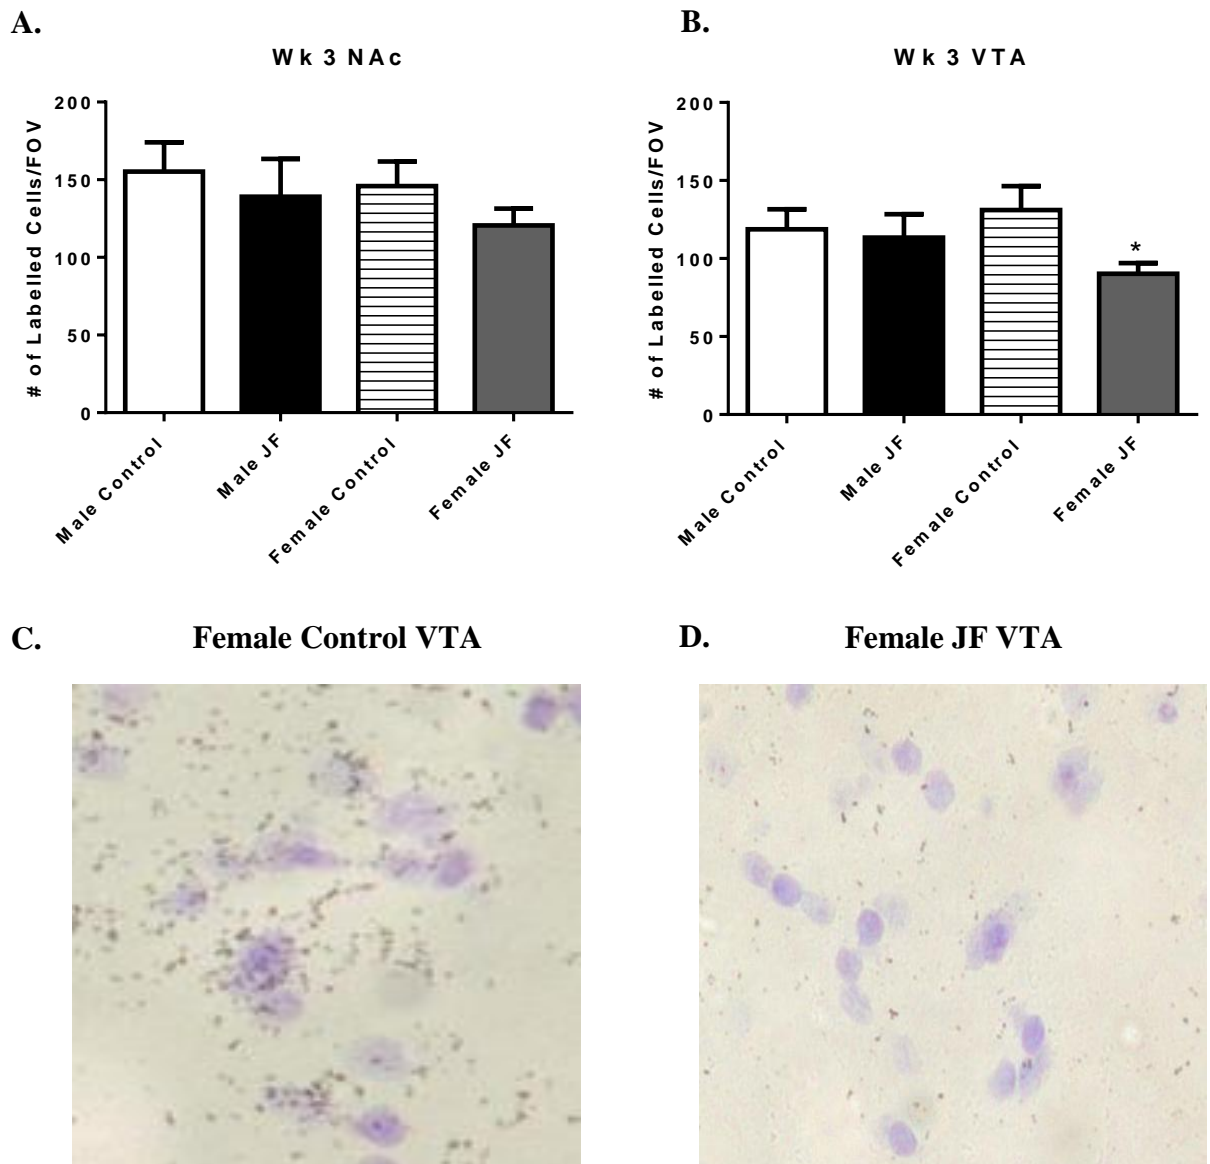 A.
Wk 3 NAc
# of Labelled Cells/FOV
200
150
100
50
0
Male Control
Male JF
Female Control
Female JF
B.
Wk 3 VTA
# of Labelled Cells/FOV
200
150
100
50
0
*
Male Control
Male JF
Female Control
Female JF
C.
Female Control VTA
D.
Female JF VTA